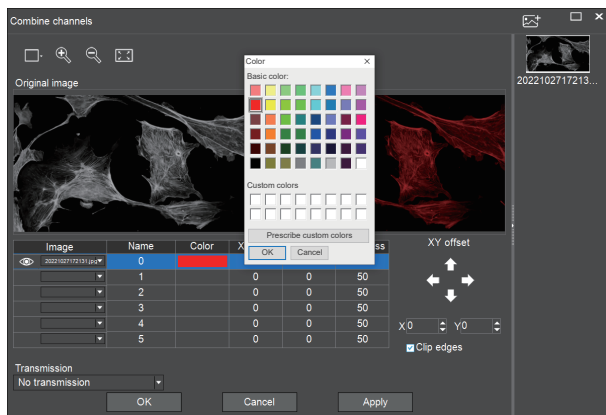 Combine channels
Original image
2022102717213...
Color
Basic color:
Custom colors
Prescribe custom colors
OK Cancel
Image Name Color X ss
20221027172131.jpg 0
1 0 0 50
2 0 0 50
3 0 0 50
4 0 0 50
5 0 0 50
XY offset
X 0 Y 0
Clip edges
Transmission
No transmission
OK Cancel Apply